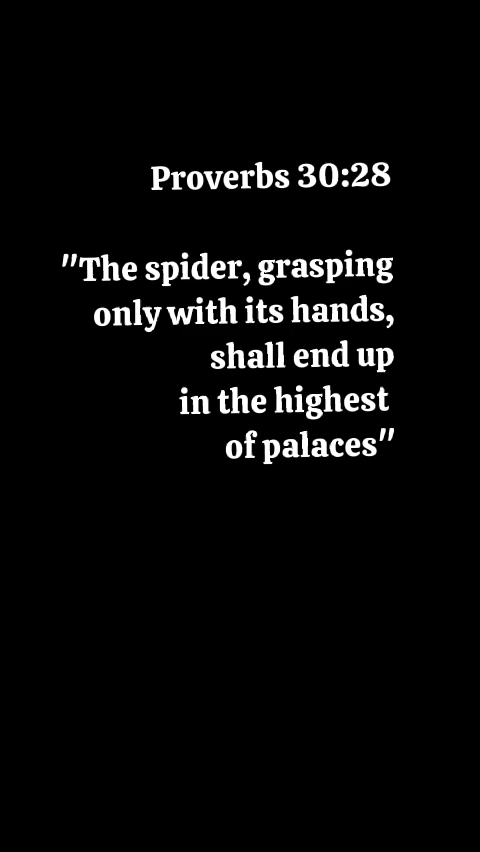 Proverbs 30:28
"The spider, grasping
only with its hands,
shall end up
in the highest
of palaces"